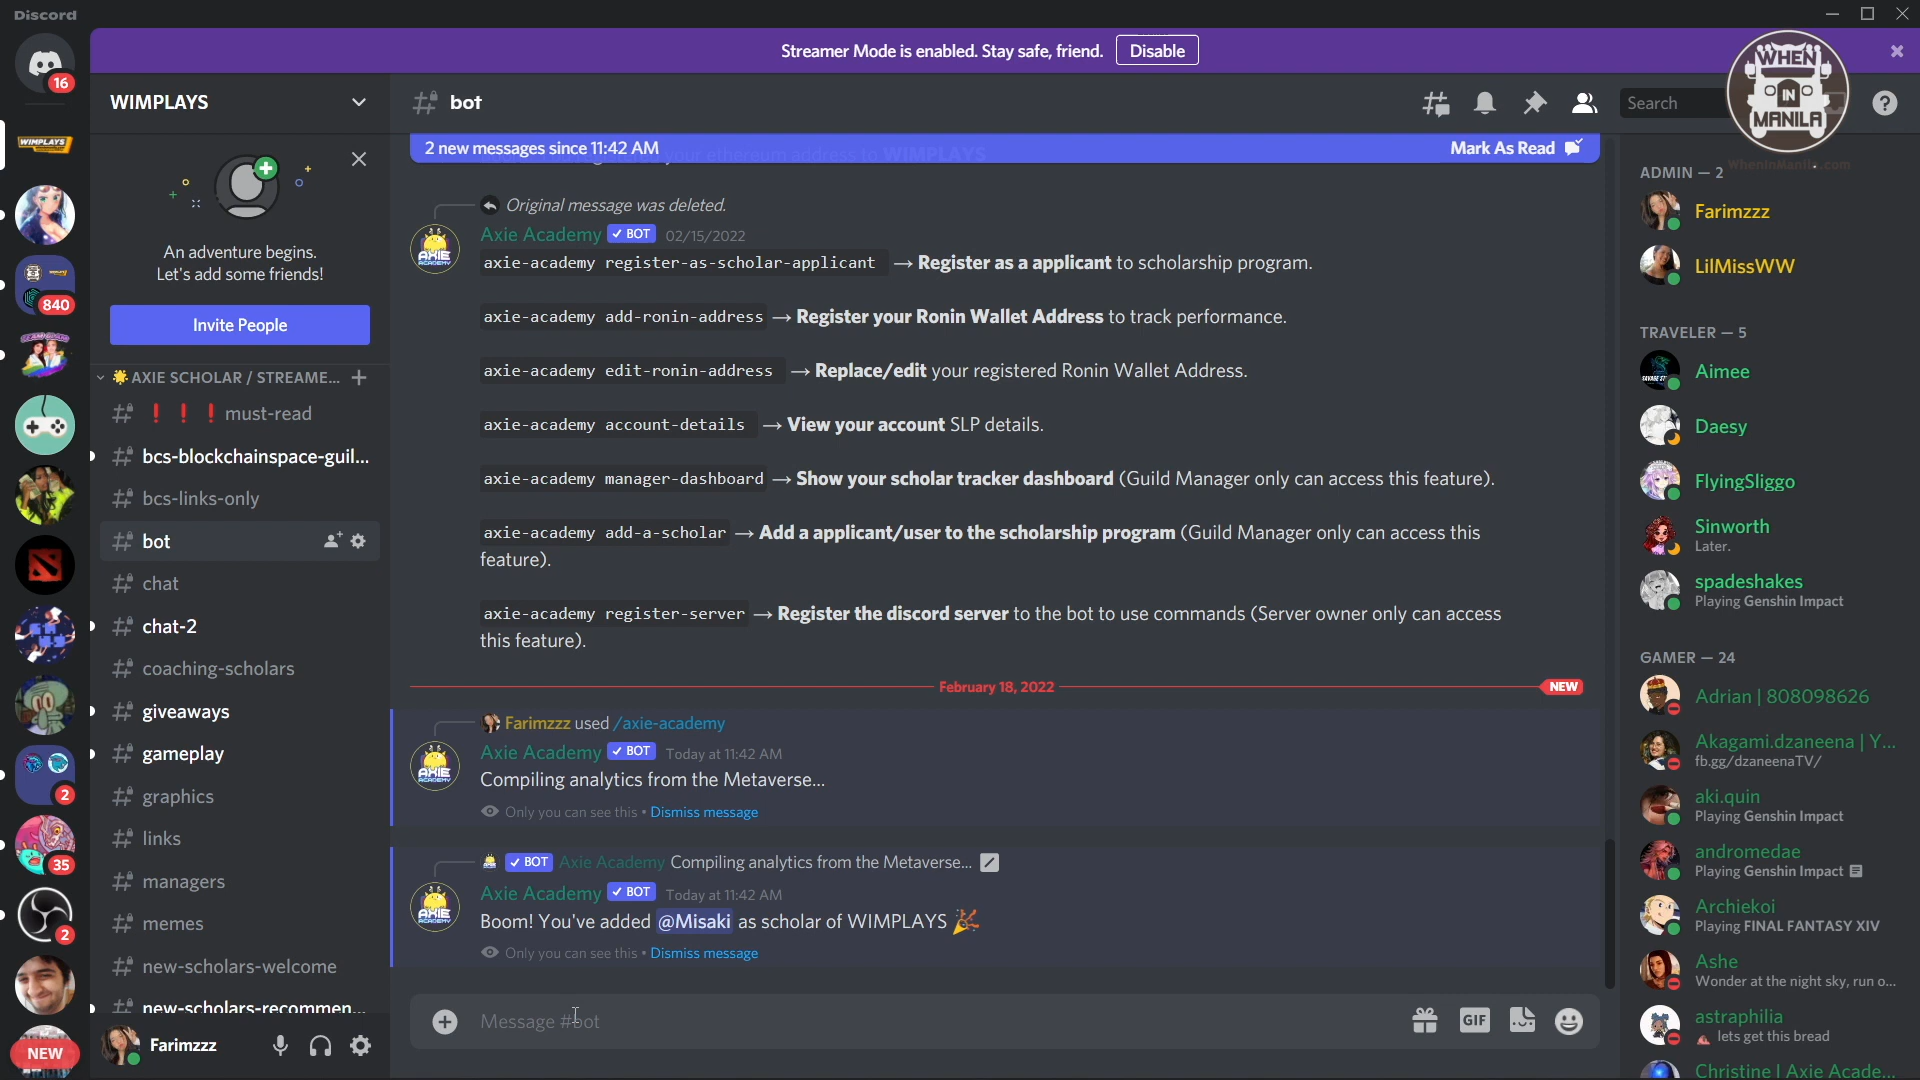 Discord
Streamer Mode is enabled. Stay safe, friend.
Disable
16
WIMPLAYS
840
2
35
2
NEW
WIMPLAYS
An adventure begins.
Let's add some friends!
Invite People
AXIE SCHOLAR / STREAME...
must-read
bcs-blockchainspace-guil...
bcs-links-only
bot
chat
chat-2
coaching-scholars
giveaways
gameplay
graphics
links
managers
memes
new-scholars-welcome
new-scholars-recommen...
Farimzzz
bot
Search
WHEN
IN
MANILA
WhenInManila.com
2 new messages since 11:42 AM
Mark As Read
Original message was deleted.
Axie Academy BOT 02/15/2022
axie-academy register-as-scholar-applicant → Register as a applicant to scholarship program.
axie-academy add-ronin-address → Register your Ronin Wallet Address to track performance.
axie-academy edit-ronin-address → Replace/edit your registered Ronin Wallet Address.
axie-academy account-details → View your account SLP details.
axie-academy manager-dashboard → Show your scholar tracker dashboard (Guild Manager only can access this feature).
axie-academy add-a-scholar → Add a applicant/user to the scholarship program (Guild Manager only can access this
feature).
axie-academy register-server → Register the discord server to the bot to use commands (Server owner only can access
this feature).
February 18, 2022
NEW
Farimzzz used /axie-academy
Axie Academy BOT Today at 11:42 AM
Compiling analytics from the Metaverse...
Only you can see this • Dismiss message
BOT Axie Academy Compiling analytics from the Metaverse...
Axie Academy BOT Today at 11:42 AM
Boom! You've added @Misaki as scholar of WIMPLAYS
Only you can see this • Dismiss message
Message #bot
GIF
ADMIN — 2
Farimzzz
LilMissWW
TRAVELER — 5
Aimee
Daesy
FlyingSliggo
Sinworth
Later.
spadeshakes
Playing Genshin Impact
GAMER — 24
Adrian | 808098626
Akagami.dzaneena | Y...
fb.gg/dzaneenaTV/
aki.quin
Playing Genshin Impact
andromedae
Playing Genshin Impact
Archiekoi
Playing FINAL FANTASY XIV
Ashe
Wonder at the night sky, run o...
astraphilia
lets get this bread
Christine | Axie Acade...